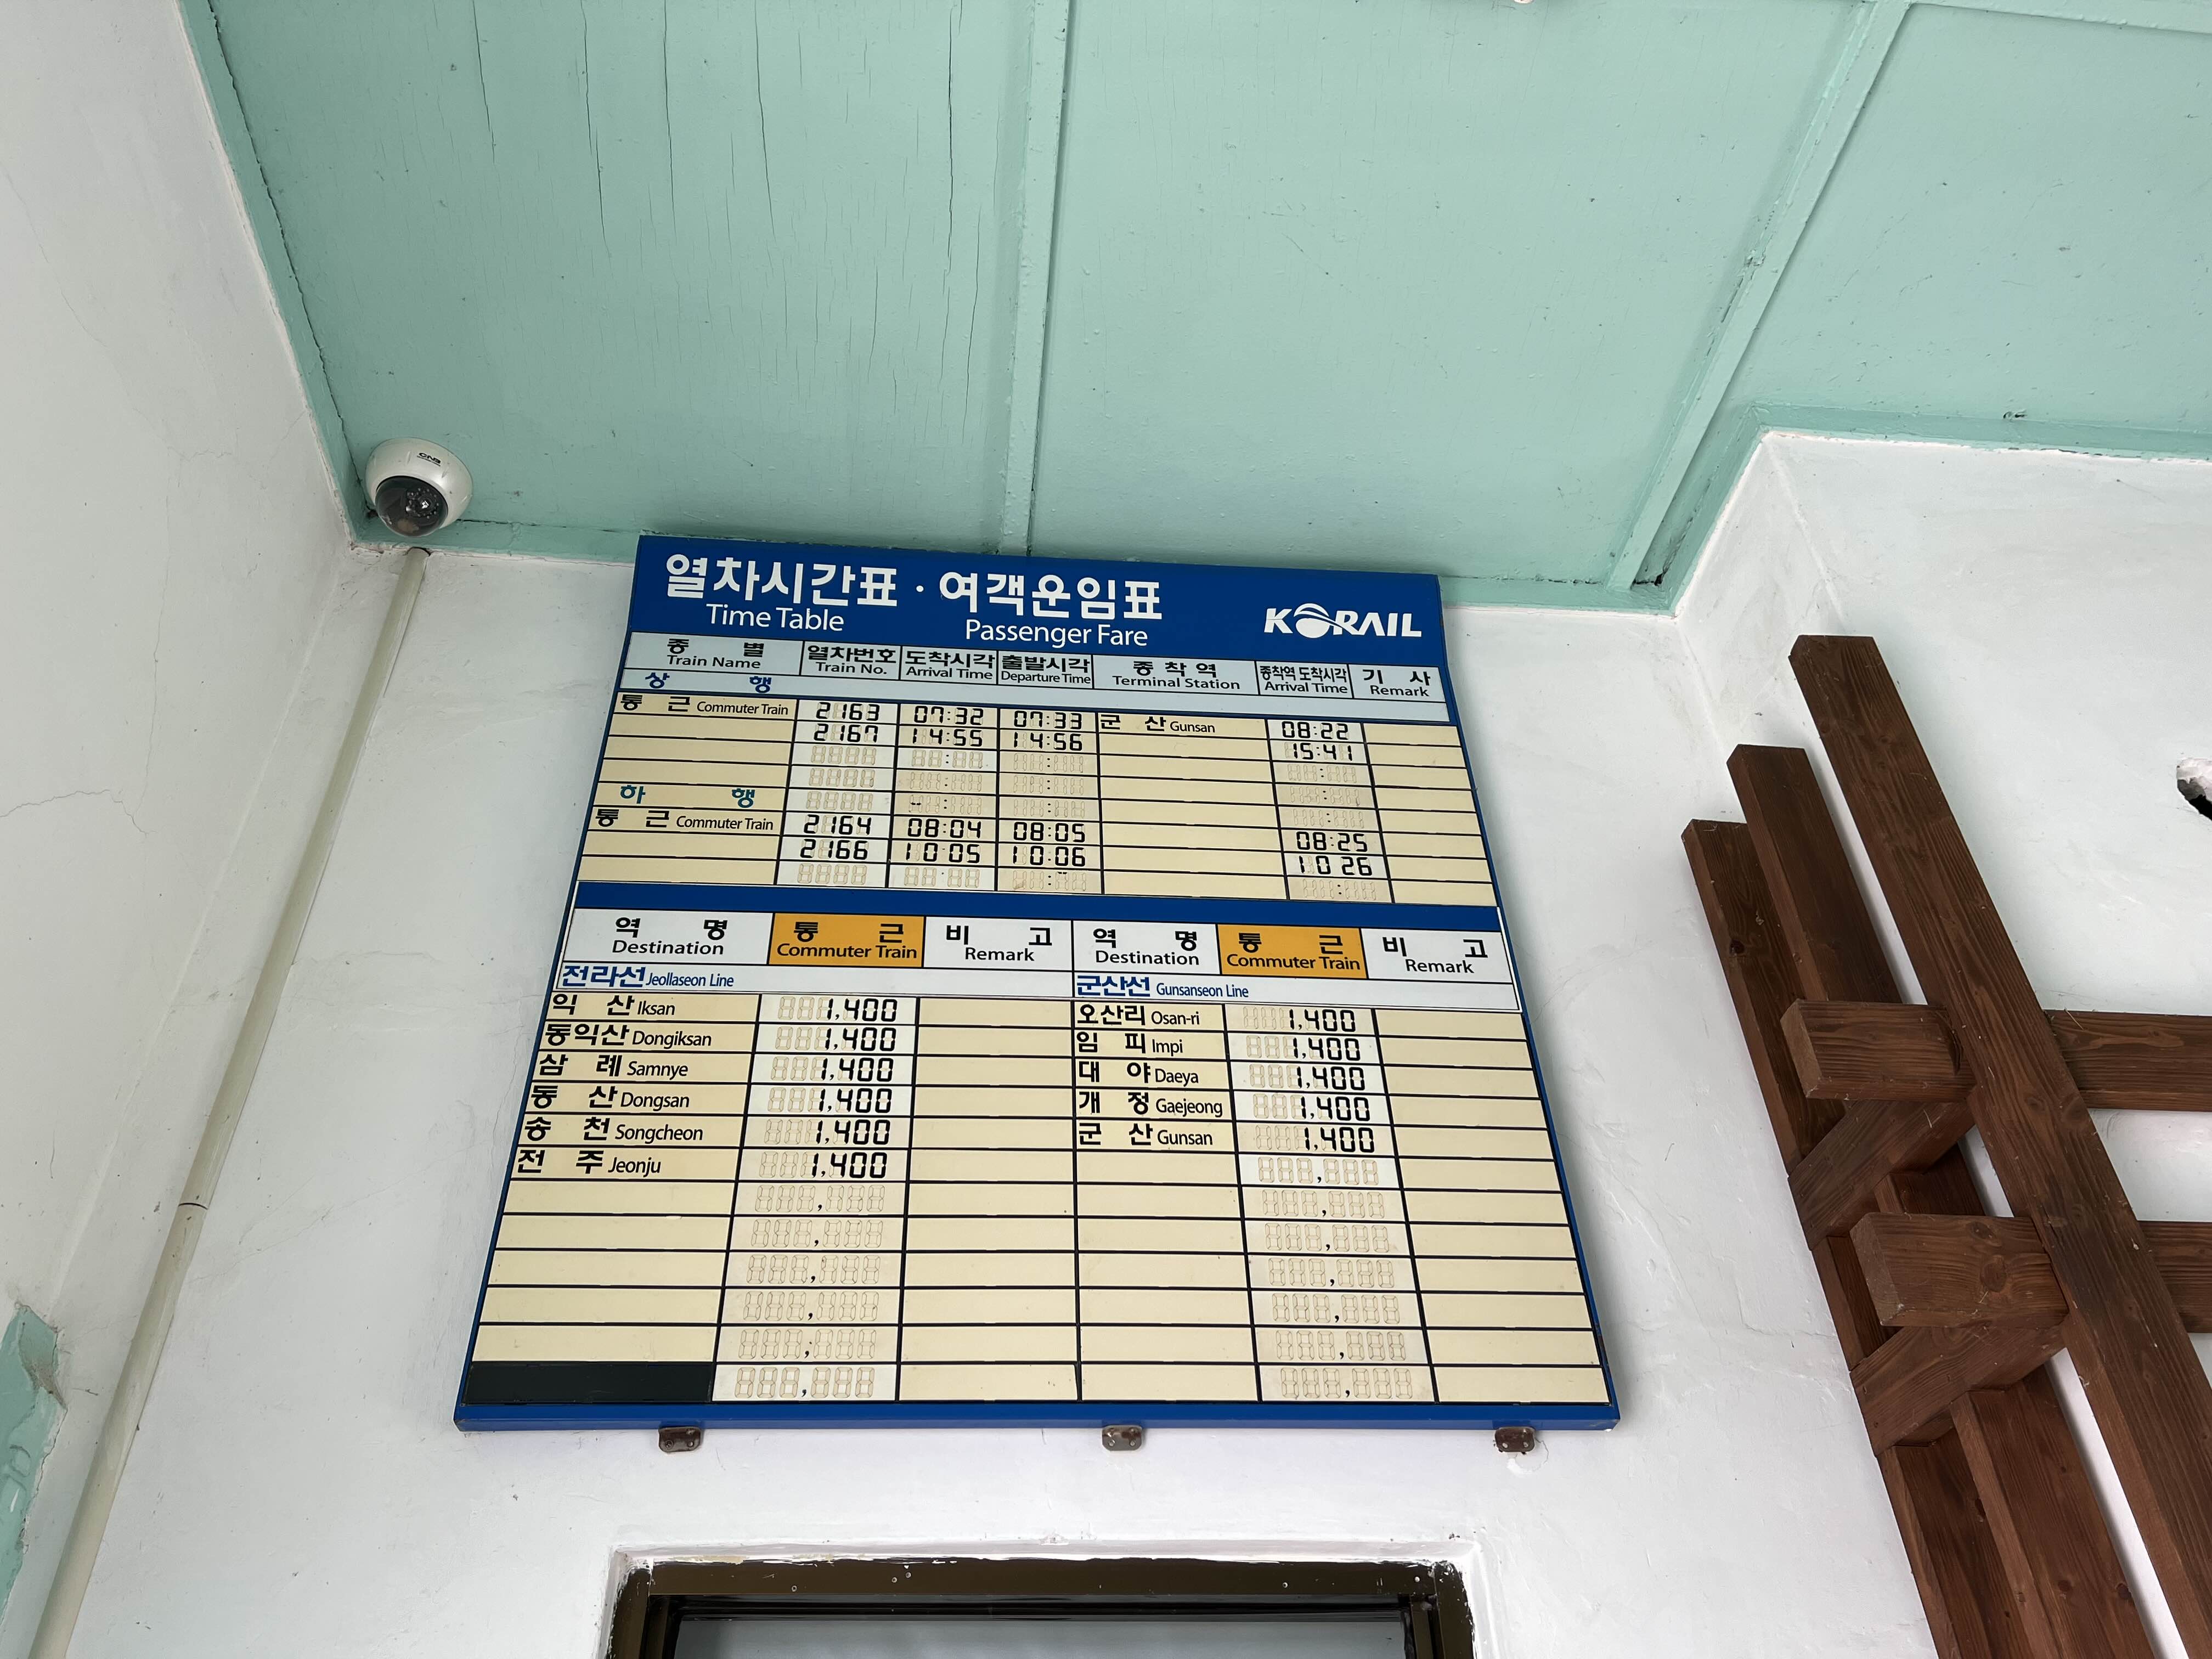 CNB
열차시간표 · 여객운임표
Time Table Passenger Fare KORAIL
종 별 열차번호 도착시각 출발시각 종착역 종착역 도착시각 기 사
Train Name Train No. Arrival Time Departure Time Terminal Station Arrival Time Remark
상 행
통 근 Commuter Train 2163 07:32 07:33 군 산 Gunsan 08:22
2167 14:55 14:56 15:41
하 행
통 근 Commuter Train 2164 08:04 08:05 08:25
2166 10:05 10:06 10 26
역 명 통 근 비 고 역 명 통 근 비 고
Destination Commuter Train Remark Destination Commuter Train Remark
전라선 Jeollaseon Line 군산선 Gunsanseon Line
익 산 Iksan 1,400 오산리 Osan-ri 1,400
동익산 Dongiksan 1,400 임 피 Impi 1,400
삼 례 Samnye 1,400 대 야 Daeya 1,400
동 산 Dongsan 1,400 개 정 Gaejeong 1,400
송 천 Songcheon 1,400 군 산 Gunsan 1,400
전 주 Jeonju 1,400